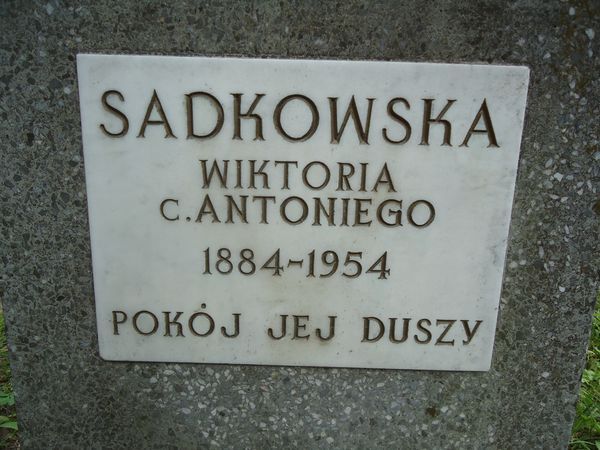 SADKOWSKA
WIKTORIA
C.ANTONIEGO
1884-1954
POKÓJ JEJ DUSZY